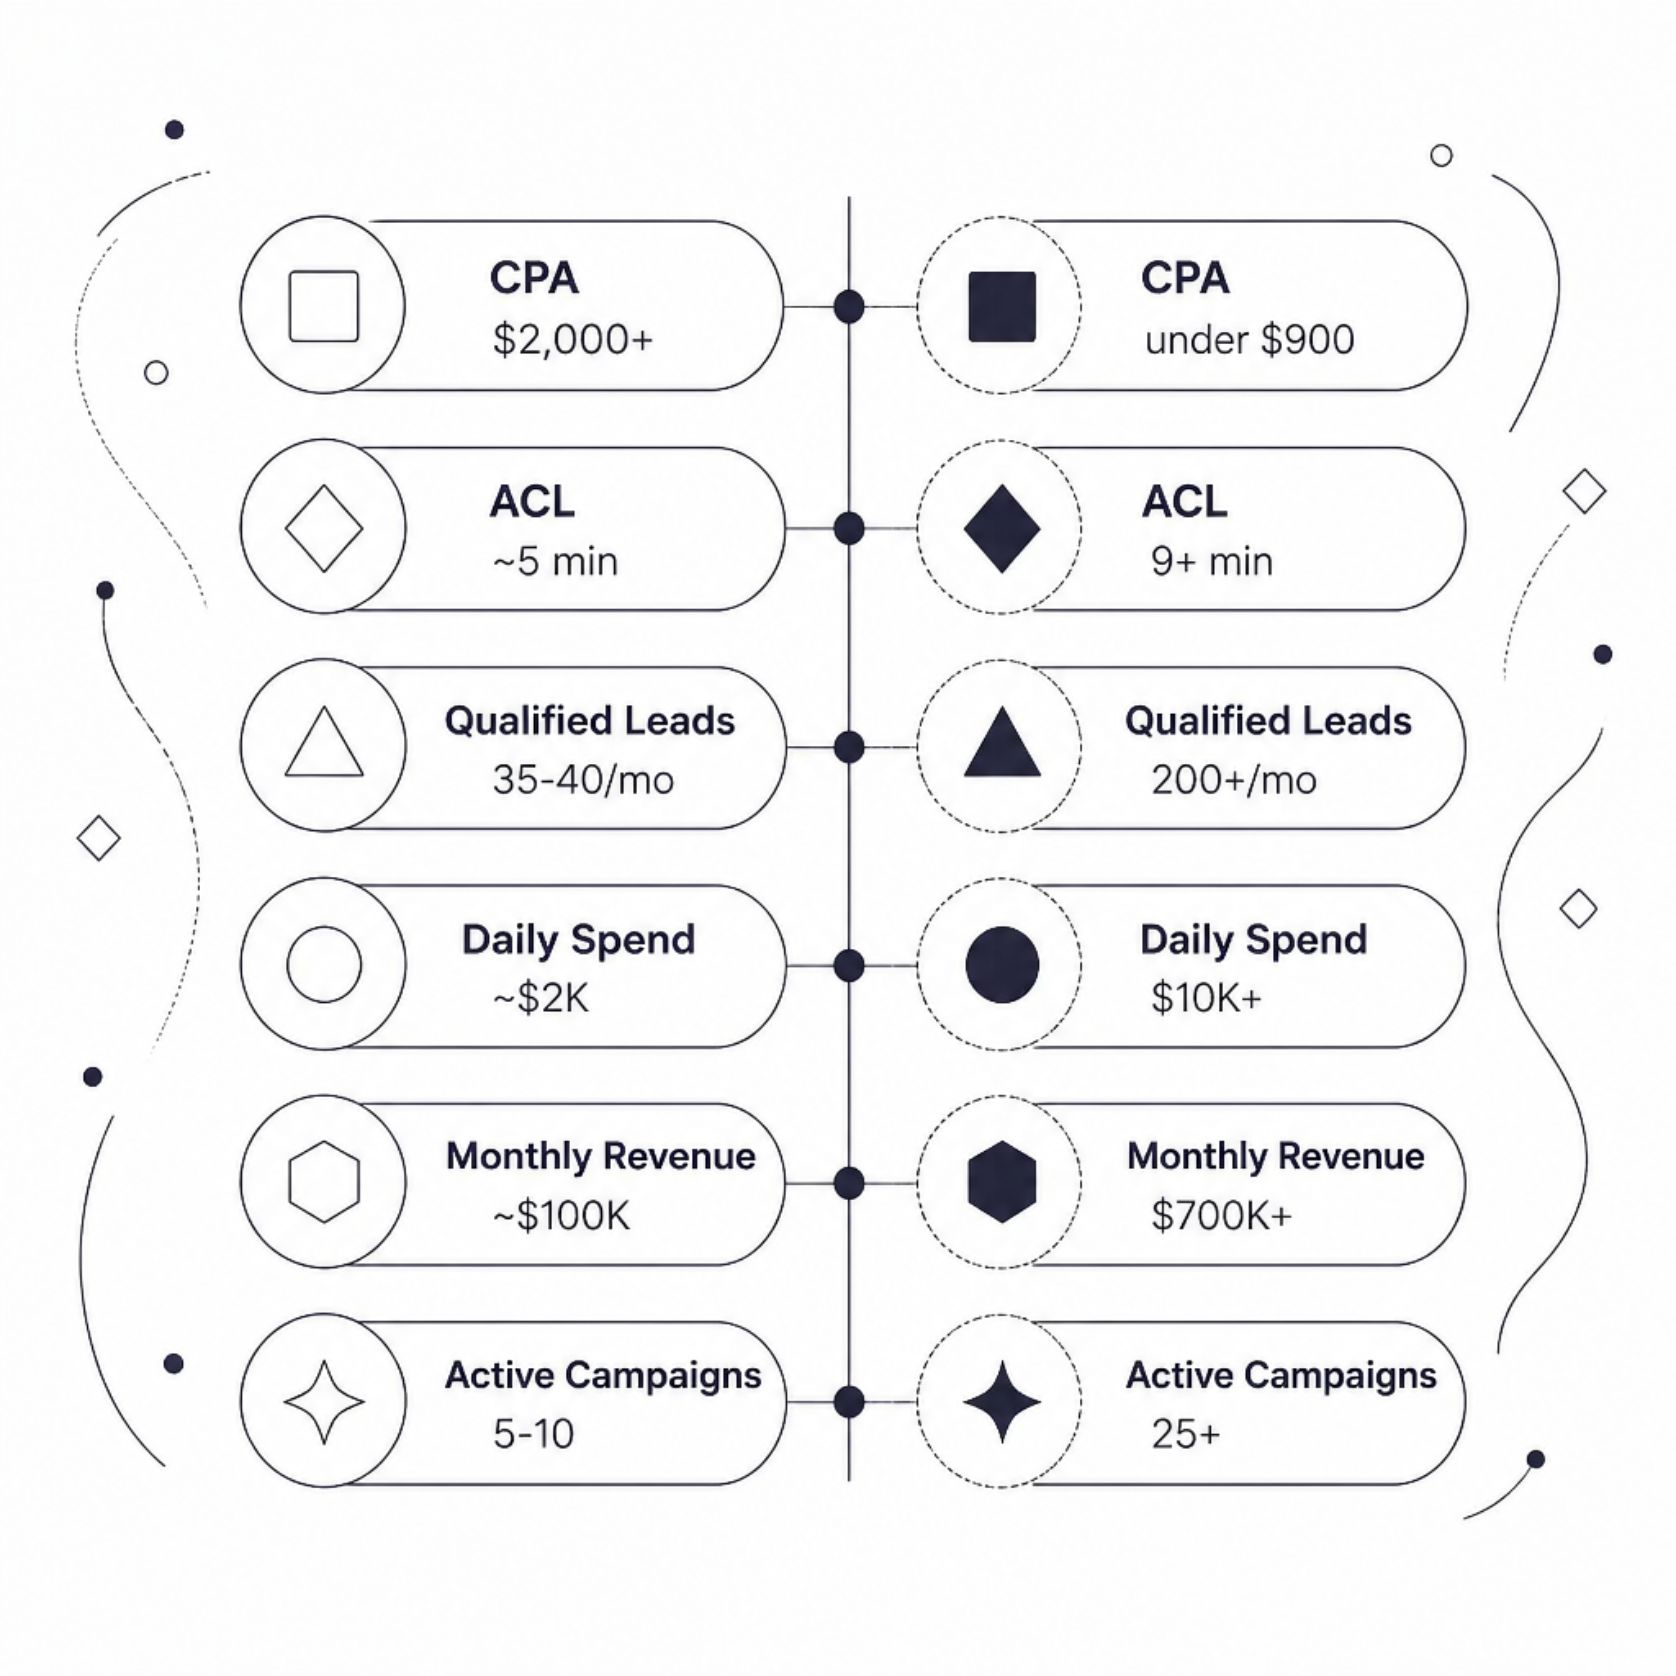 CPA
$2,000+
CPA
under $900
ACL
~5 min
ACL
9+ min
Qualified Leads
35-40/mo
Qualified Leads
200+/mo
Daily Spend
~$2K
Daily Spend
$10K+
Monthly Revenue
~$100K
Monthly Revenue
$700K+
Active Campaigns
5-10
Active Campaigns
25+